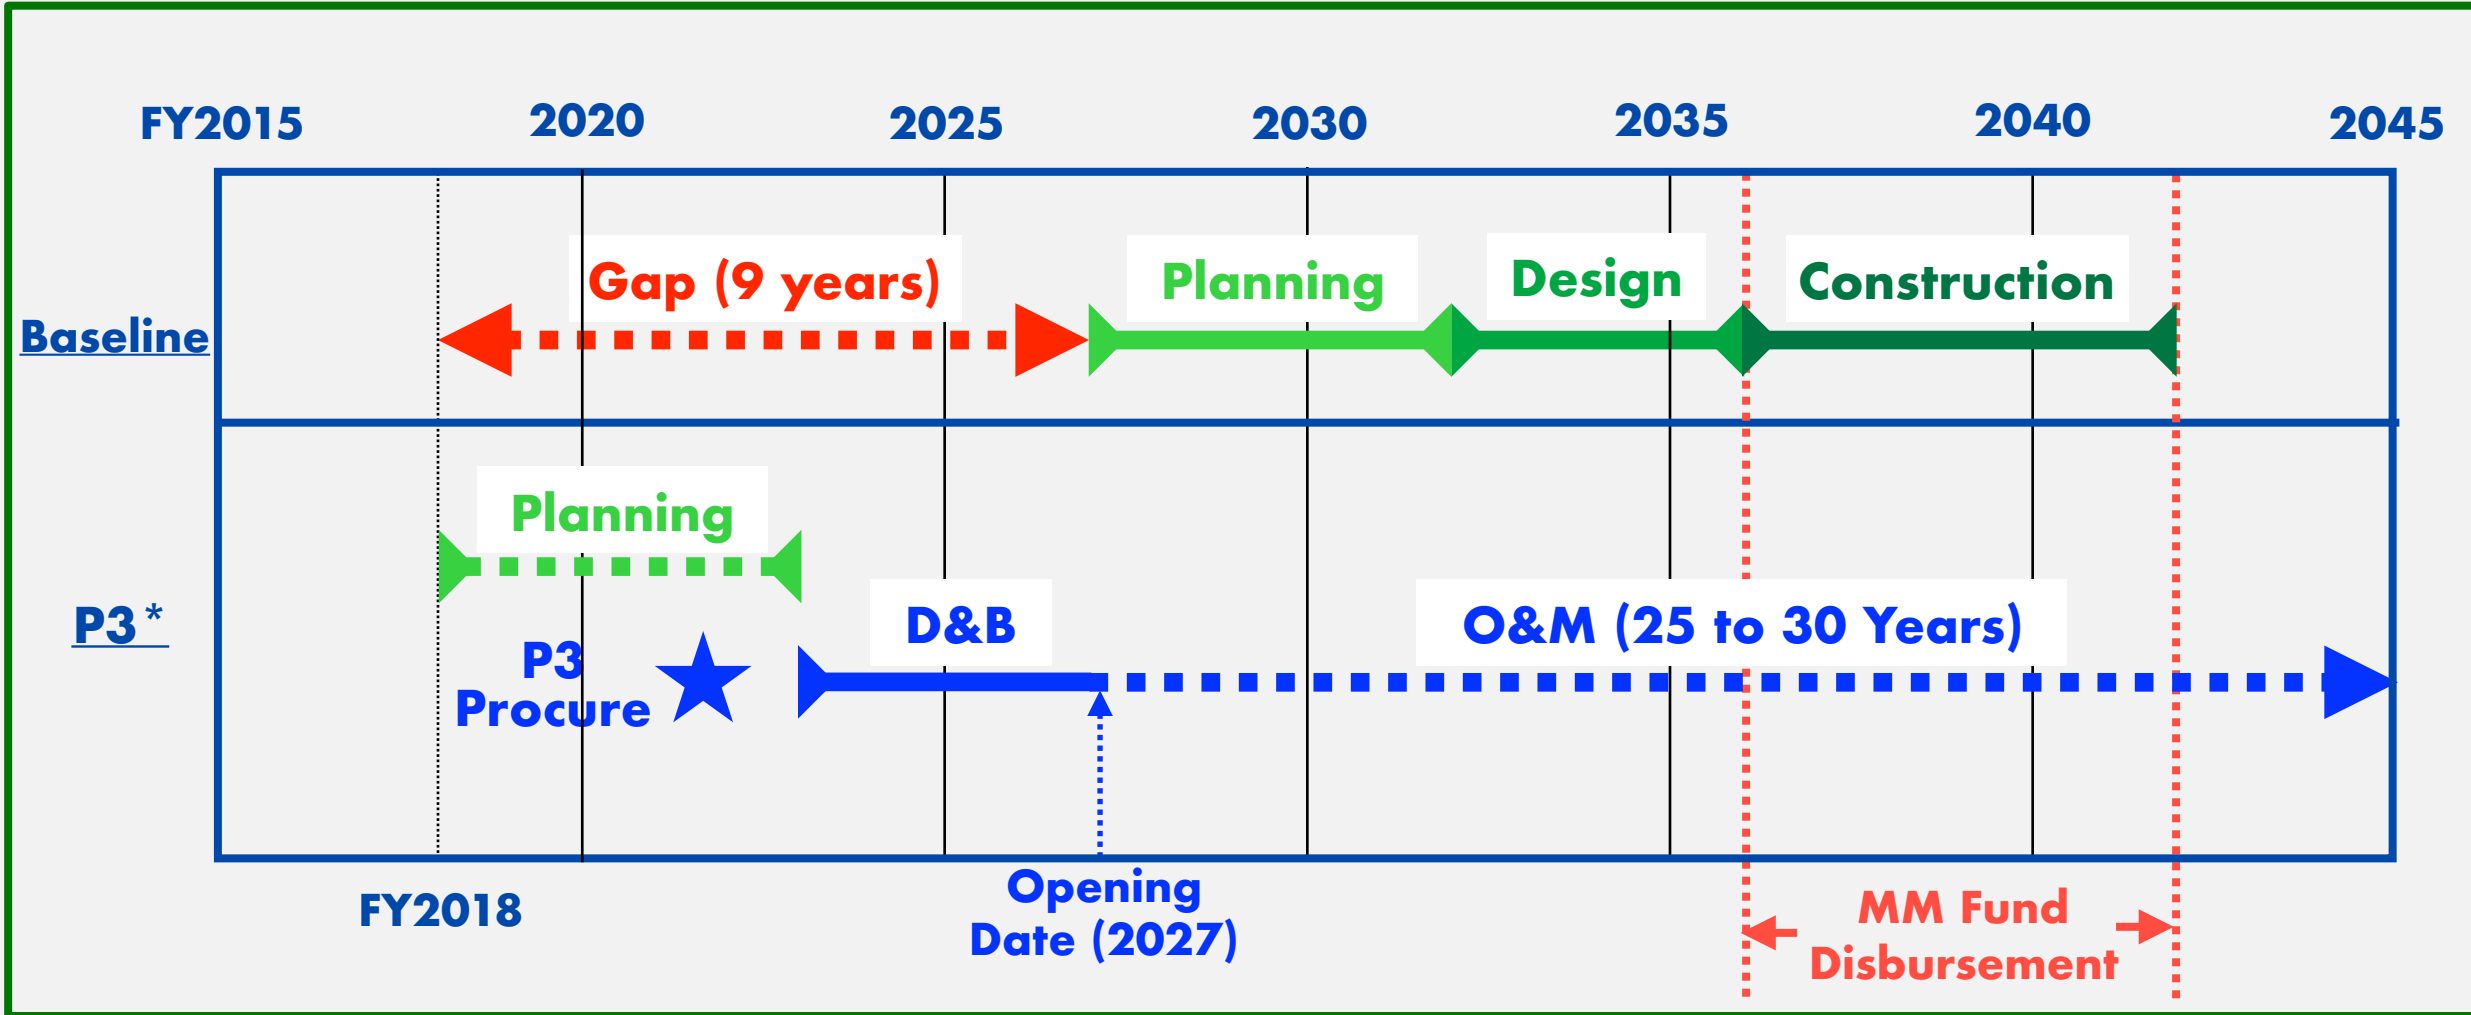 FY2015
2020
2025
2030
2035
2040
2045
Gap (9 years)
Planning
Design
Construction
Baseline
Planning
P3*
P3
Procure
D&B
O&M (25 to 30 Years)
FY2018
Opening
Date (2027)
MM Fund
Disbursement